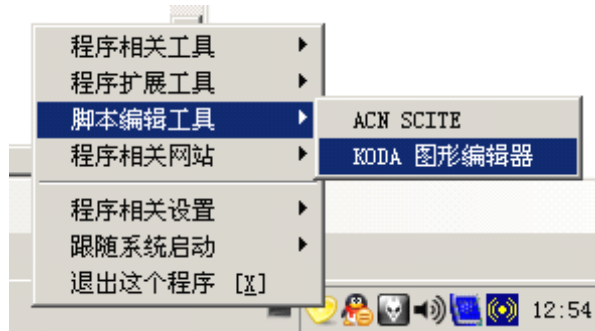 程序相关工具
程序扩展工具
脚本编辑工具
ACN SCITE
程序相关网站
KODA 图形编辑器
程序相关设置
跟随系统启动
退出这个程序 [X]
12:54